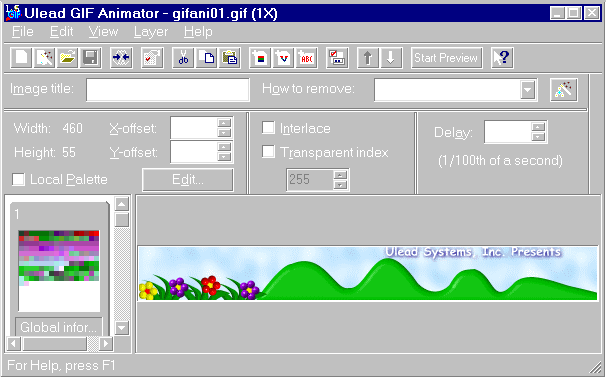 Ulead GIF Animator - gifani01.gif (1X)
File Edit View Layer Help
Start Preview
Image title: How to remove:
Width: 460 X-offset: Interlace Delay:
Height: 55 Y-offset: Transparent index (1/100th of a second)
Local Palette Edit... 255
1
Ulead Systems, Inc. Presents
Global infor...
For Help, press F1